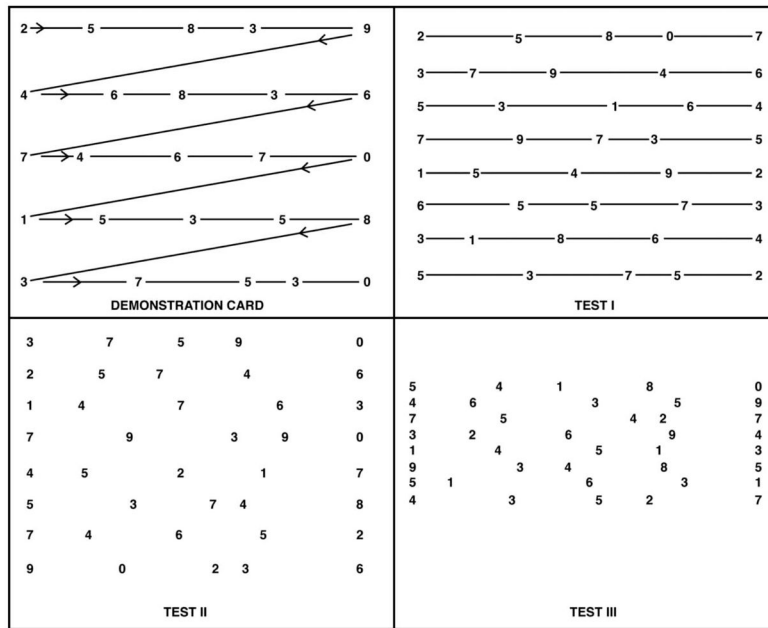 2 5 8 3 9
4 6 8 3 6
7 4 6 7 0
1 5 3 5 8
3 7 5 3 0
DEMONSTRATION CARD
2 5 8 0 7
3 7 9 4 6
5 3 1 6 4
7 9 7 3 5
1 5 4 9 2
6 5 5 7 3
3 1 8 6 4
5 3 7 5 2
TEST I
3 7 5 9 0
2 5 7 4 6
1 4 7 6 3
7 9 3 9 0
4 5 2 1 7
5 3 7 4 8
7 4 6 5 2
9 0 2 3 6
TEST II
5 4 1 8 0
4 6 3 5 9
7 5 4 2 7
3 2 6 9 4
1 4 5 1 3
9 3 4 8 5
5 1 6 3 1
4 3 5 2 7
TEST III